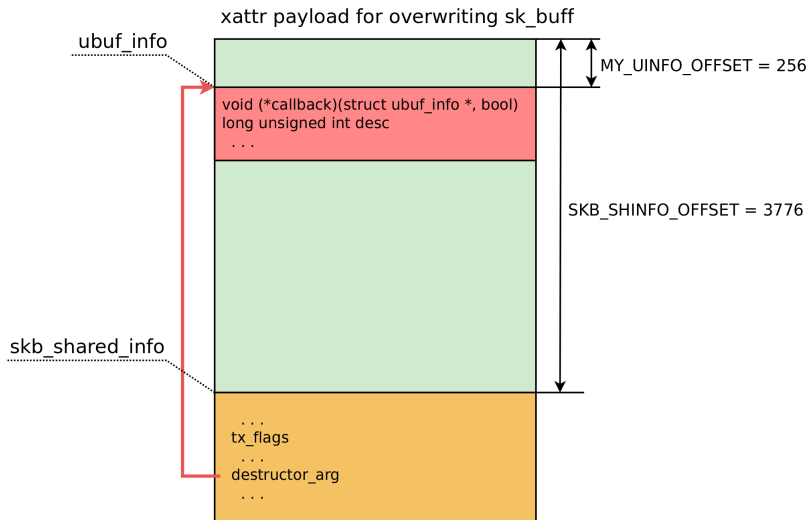 xattr payload for overwriting sk_buff
ubuf_info
MY_UINFO_OFFSET = 256
void (*callback)(struct ubuf_info *, bool)
long unsigned int desc
. . .
SKB_SHINFO_OFFSET = 3776
skb_shared_info
. . .
tx_flags
. . .
destructor_arg
. . .